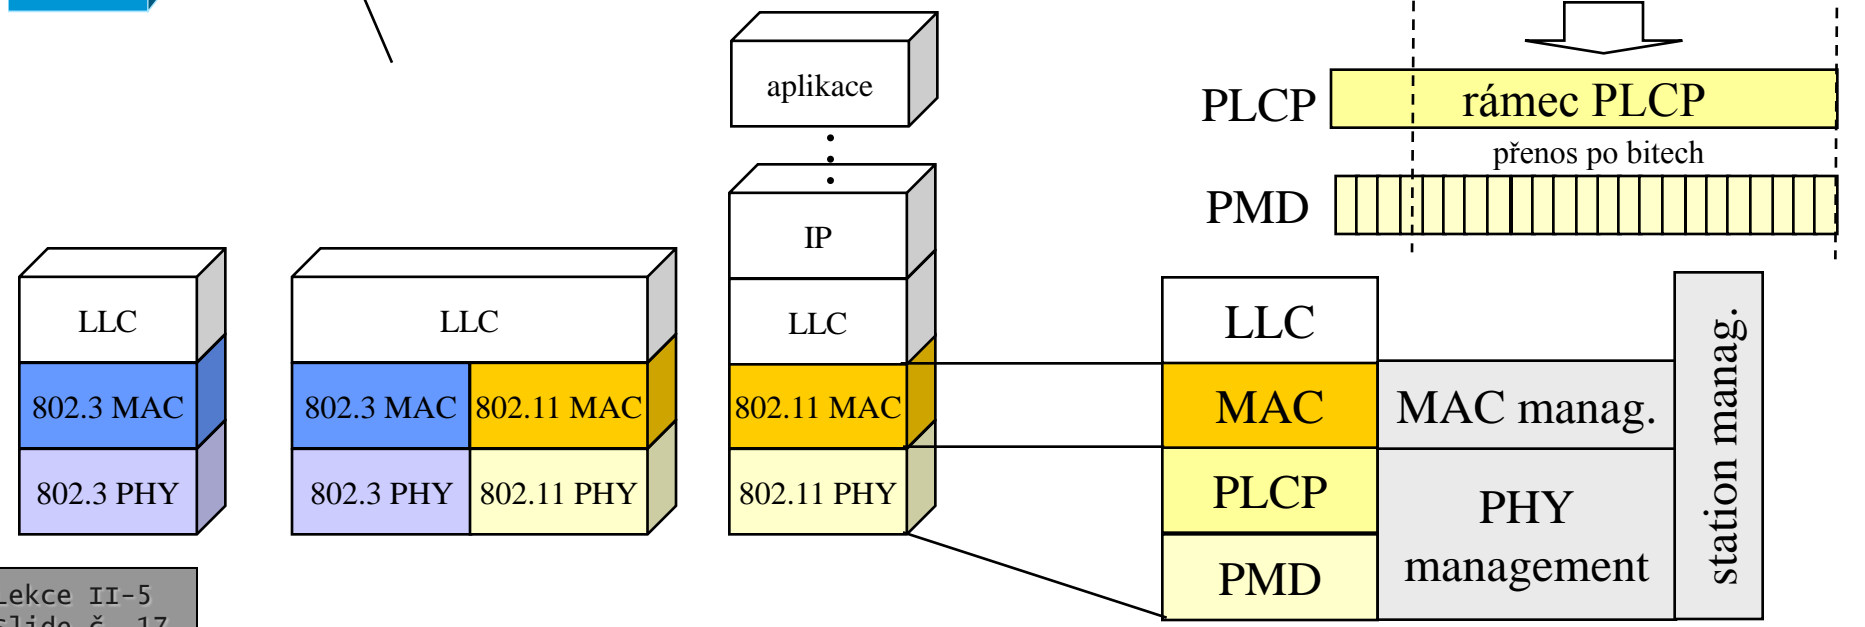 aplikace
PLCP
rámec PLCP
přenos po bitech
PMD
IP
LLC
LLC
LLC
LLC
802.3 MAC
802.3 MAC
802.11 MAC
802.11 MAC
MAC
MAC manag.
802.3 PHY
802.3 PHY
802.11 PHY
802.11 PHY
PLCP
PHY
management
PMD
station manag.
Lekce II-5